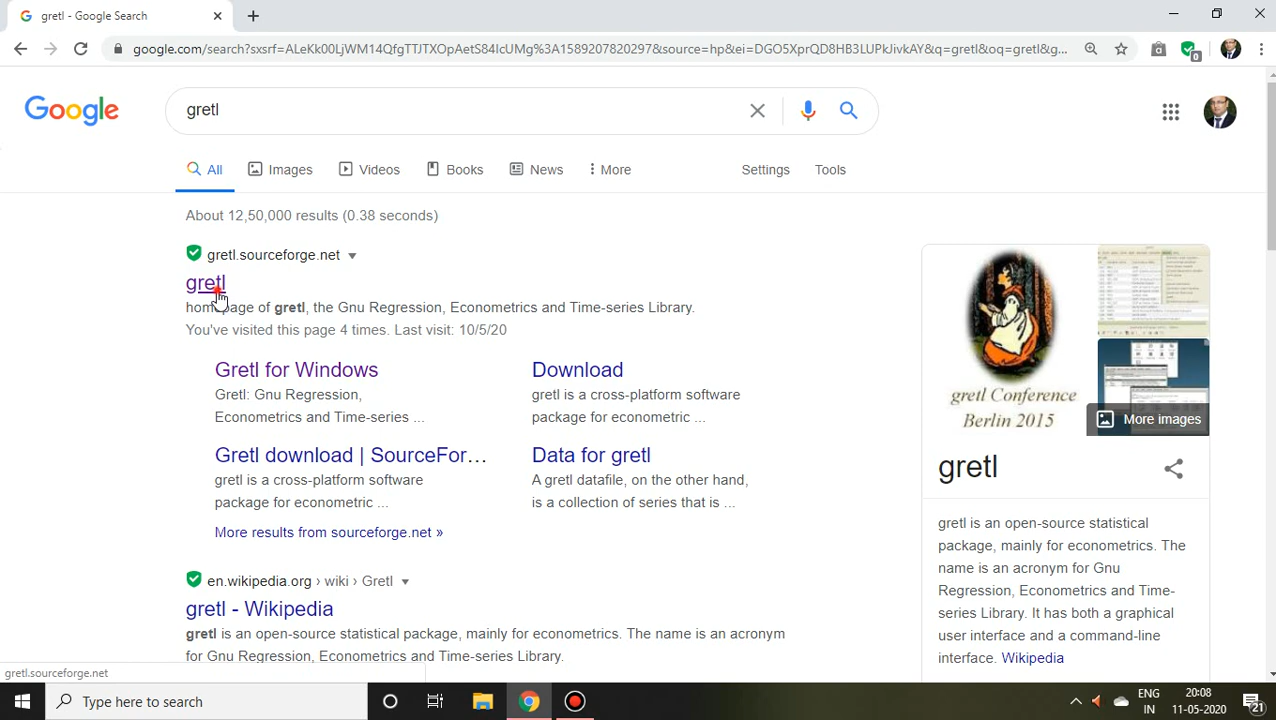 gretl - Google Search
google.com/search?sxsrf=ALeKk00LjWM14QfgTTJTXOpAetS84lcUMg%3A1589207820297&source=hp&ei=DGO5XprQD8HB3LUPkJivkAY&q=gretl&oq=gretl&g...
0
Google
gretl
All
Images
Videos
Books
News
More
Settings
Tools
About 12,50,000 results (0.38 seconds)
gretl.sourceforge.net
gretl
homepage of gretl, the Gnu Regression, Econometrics and Time-series Library.
You've visited this page 4 times. Last visit: 10/5/20
Gretl for Windows
Gretl: Gnu Regression,
Econometrics and Time-series ...
Download
gretl is a cross-platform software
package for econometric ...
Gretl download | SourceFor...
gretl is a cross-platform software
package for econometric ...
Data for gretl
A gretl datafile, on the other hand,
is a collection of series that is ...
More results from sourceforge.net »
en.wikipedia.org › wiki › Gretl
gretl - Wikipedia
gretl is an open-source statistical package, mainly for econometrics. The name is an acronym
for Gnu Regression, Econometrics and Time-series Library.
gretl Conference
Berlin 2015
More images
gretl
gretl is an open-source statistical
package, mainly for econometrics. The
name is an acronym for Gnu
Regression, Econometrics and Time-
series Library. It has both a graphical
user interface and a command-line
interface. Wikipedia
gretl.sourceforge.net
Type here to search
ENG
IN
20:08
11-05-2020
21